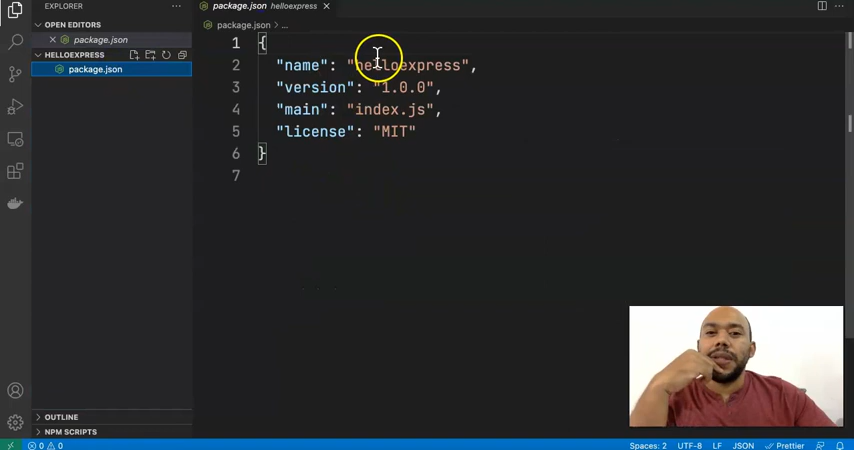 EXPLORER
···
package.json helloexpress
OPEN EDITORS
package.json
package.json > ...
HELLOEXPRESS
package.json
1 {
2 "name": "helloexpress",
3 "version": "1.0.0",
4 "main": "index.js",
5 "license": "MIT"
6 }
7
OUTLINE
NPM SCRIPTS
0 0
Spaces: 2 UTF-8 LF JSON Prettier